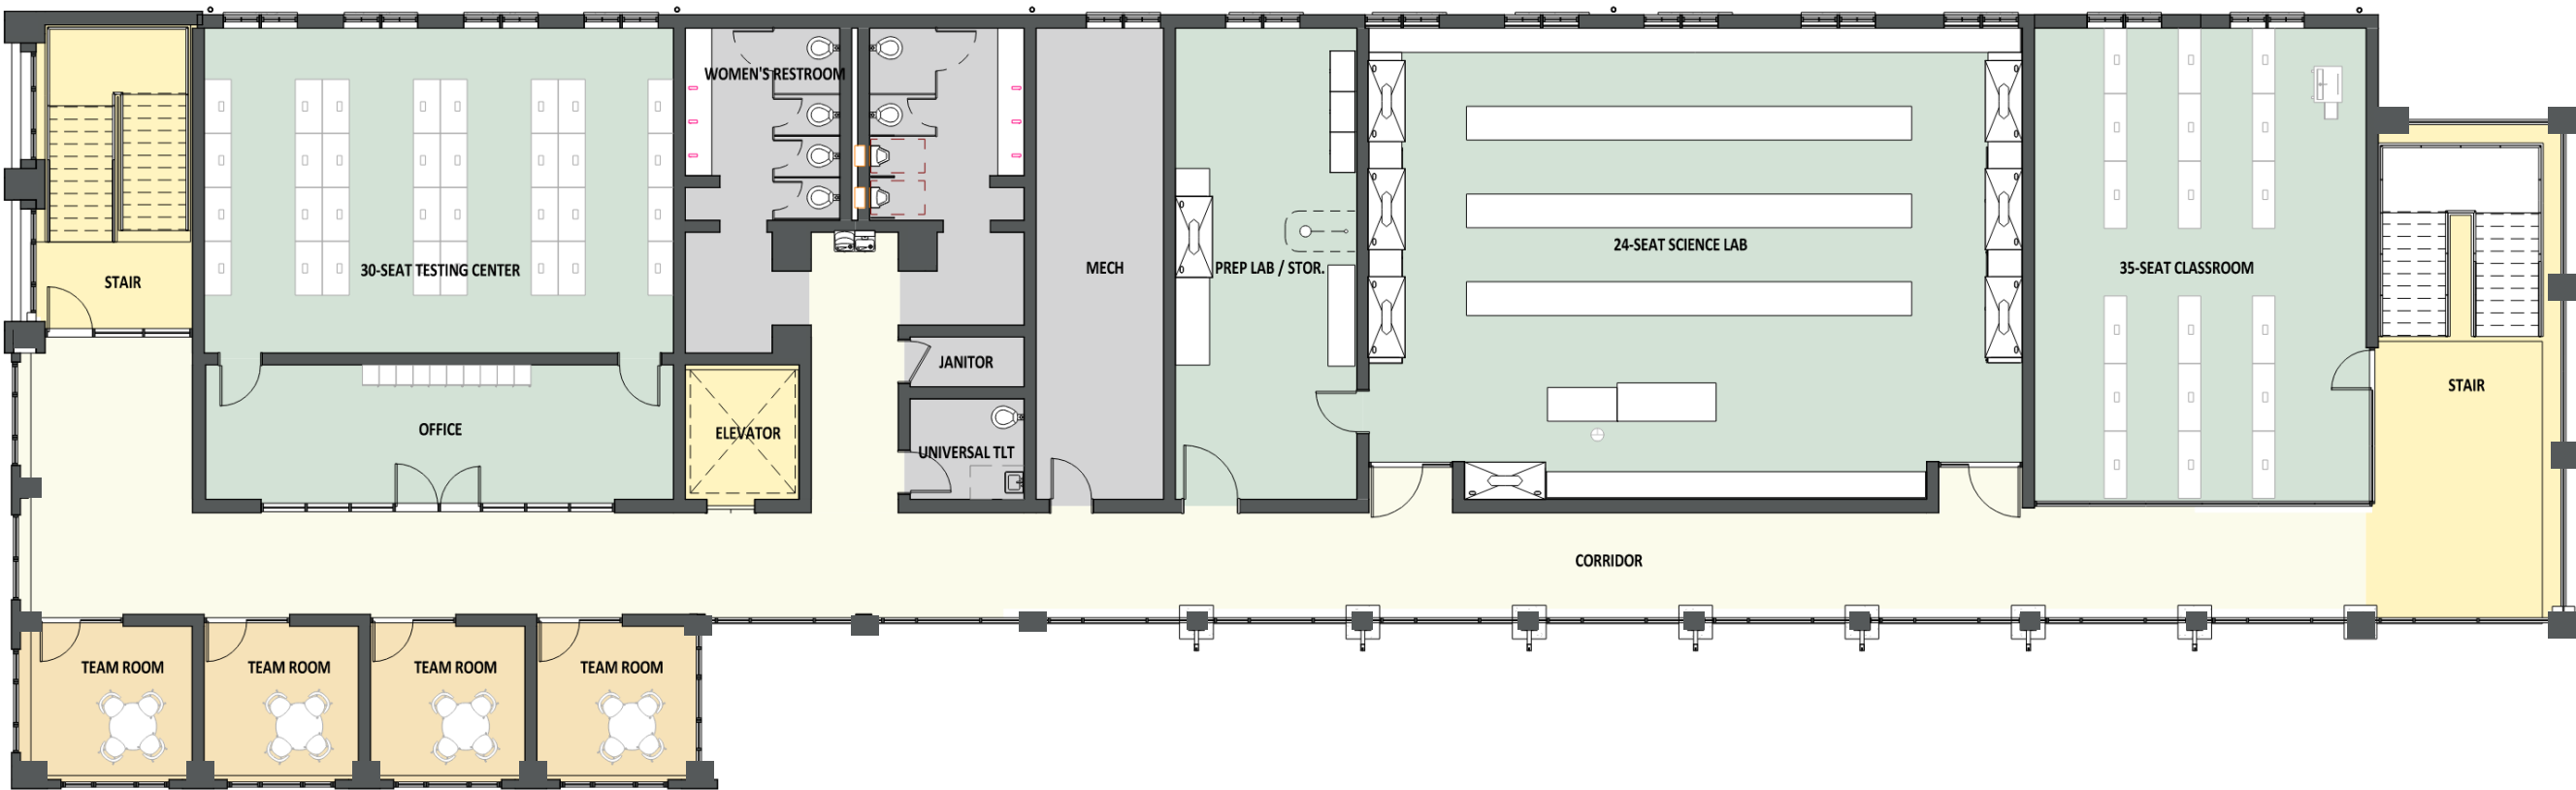 WOMEN'S RESTROOM
24-SEAT SCIENCE LAB
30-SEAT TESTING CENTER
MECH
PREP LAB / STOR.
35-SEAT CLASSROOM
STAIR
JANITOR
STAIR
OFFICE
ELEVATOR
UNIVERSAL TLT
CORRIDOR
TEAM ROOM
TEAM ROOM
TEAM ROOM
TEAM ROOM